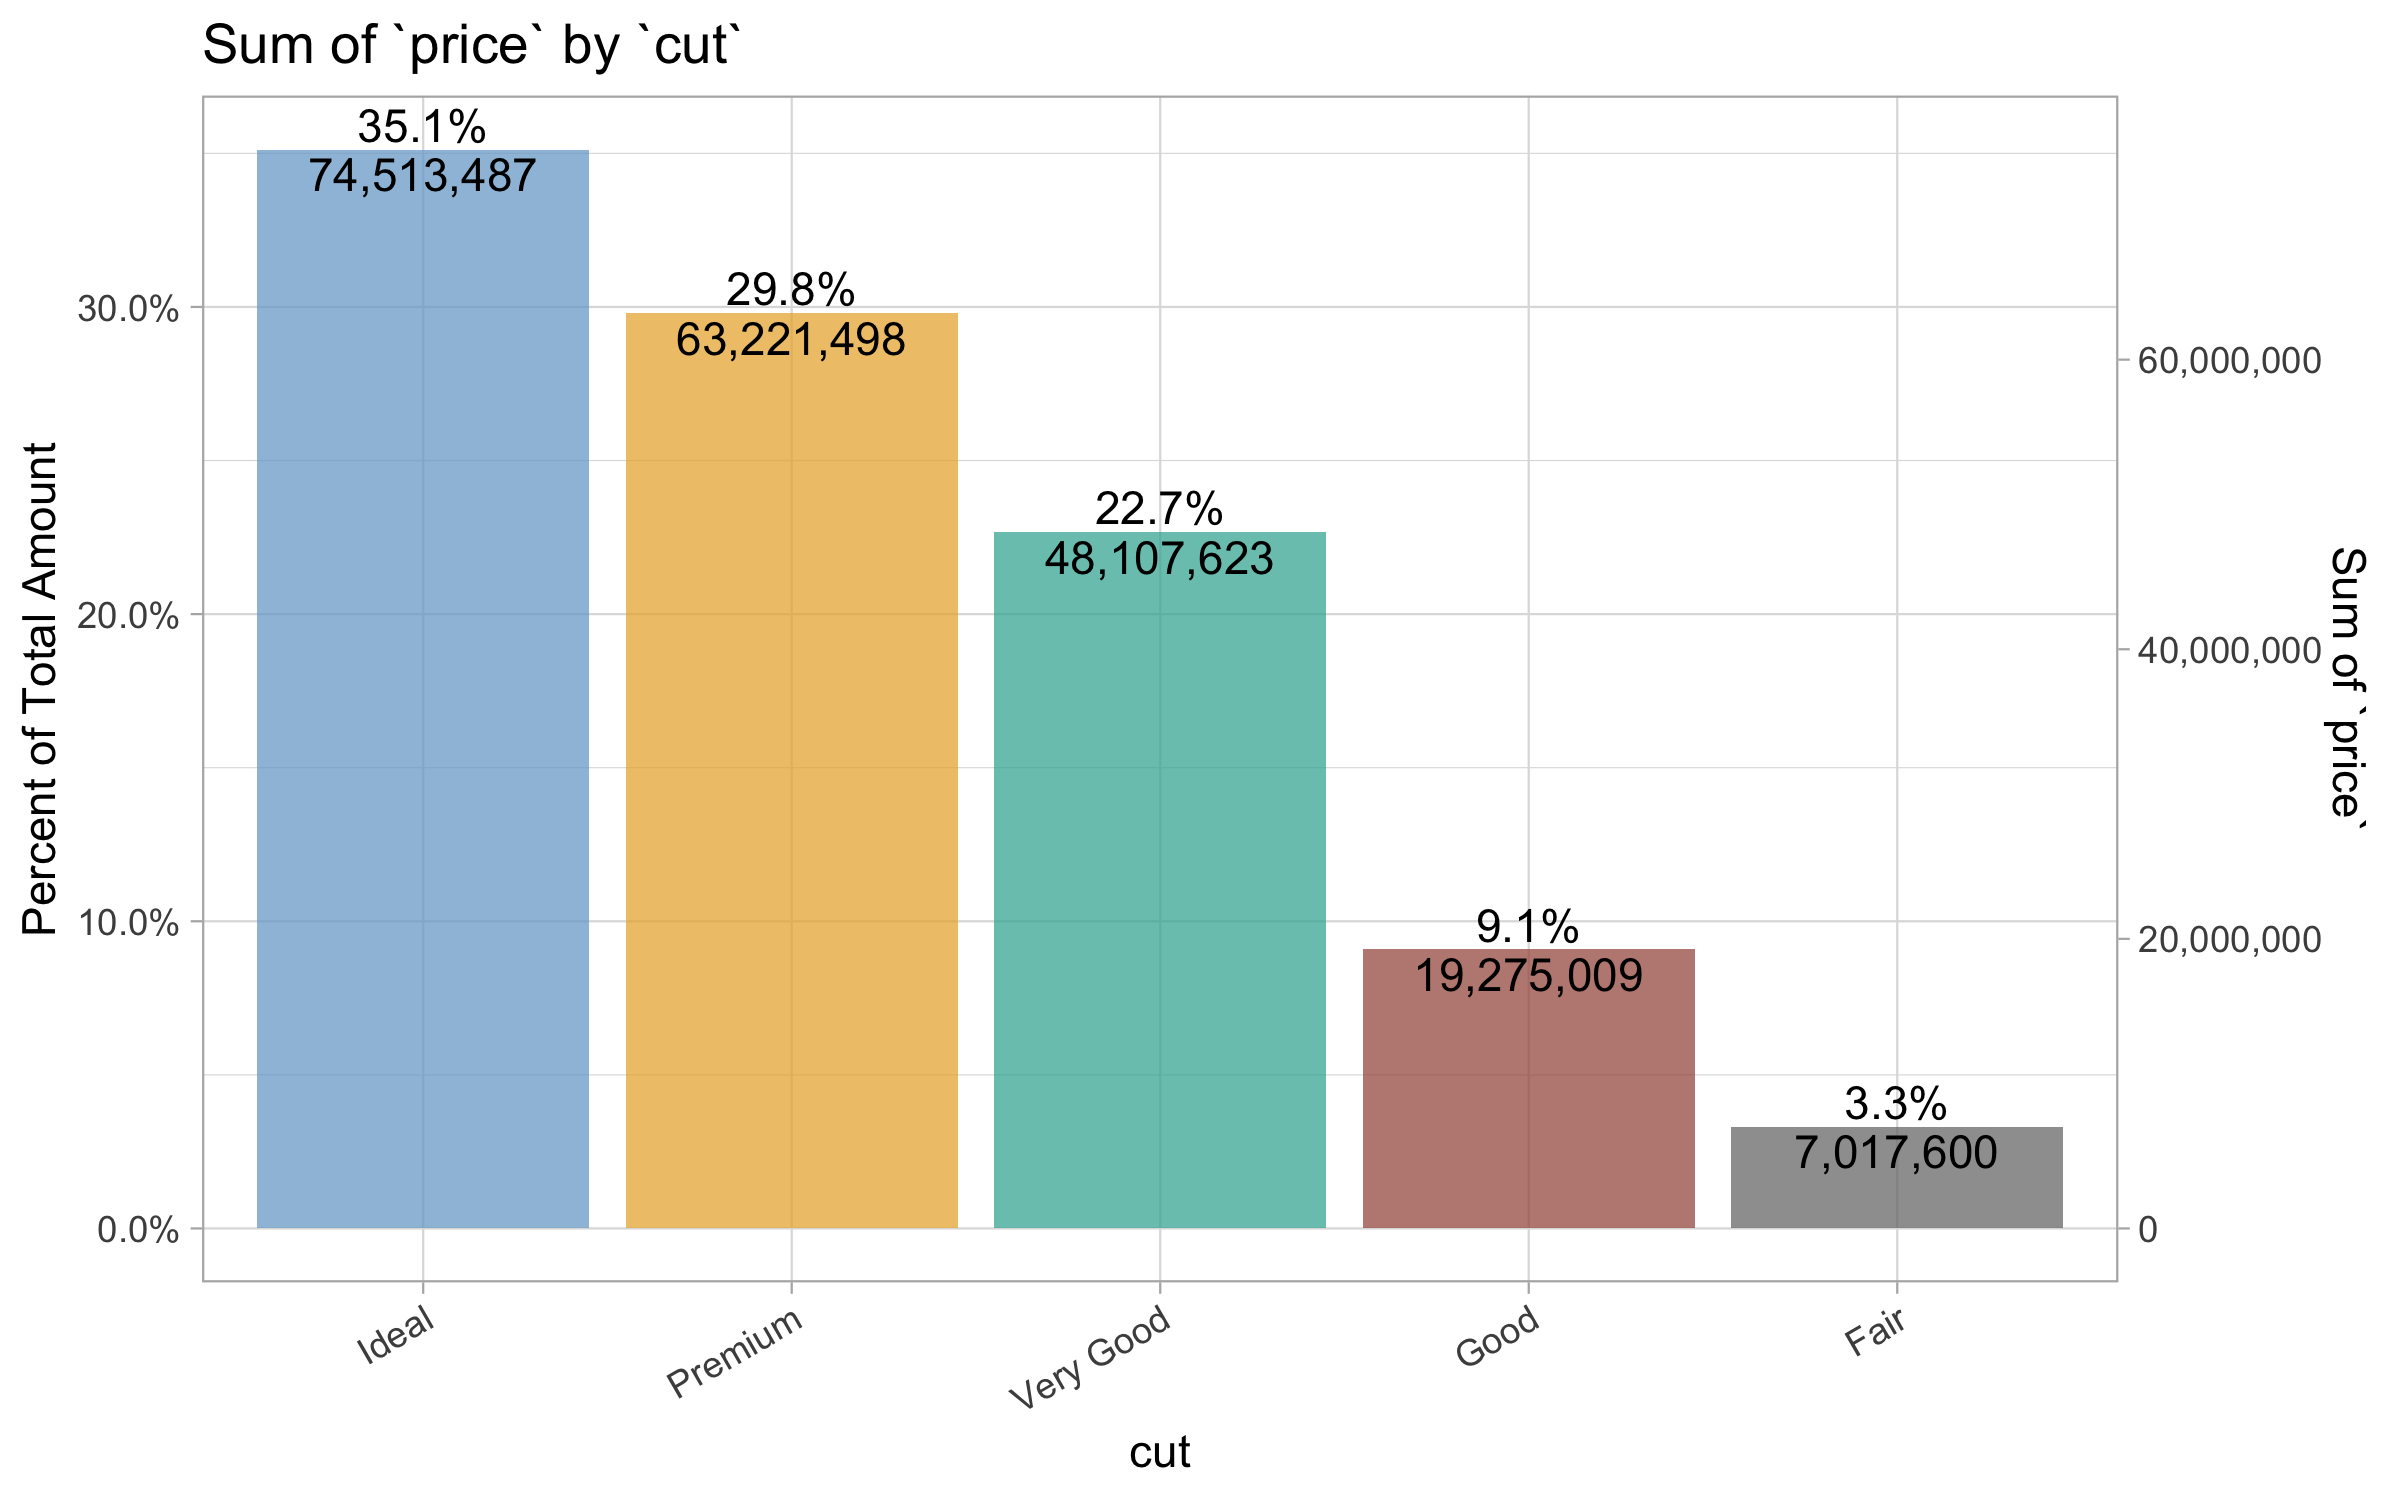 Sum of `price` by `cut`
35.1%
74,513,487
29.8%
63,221,498
22.7%
48,107,623
9.1%
19,275,009
3.3%
7,017,600
Percent of Total Amount
30.0%
20.0%
10.0%
0.0%
60,000,000
40,000,000
20,000,000
0
Sum of `price`
Ideal
Premium
Very Good
Good
Fair
cut